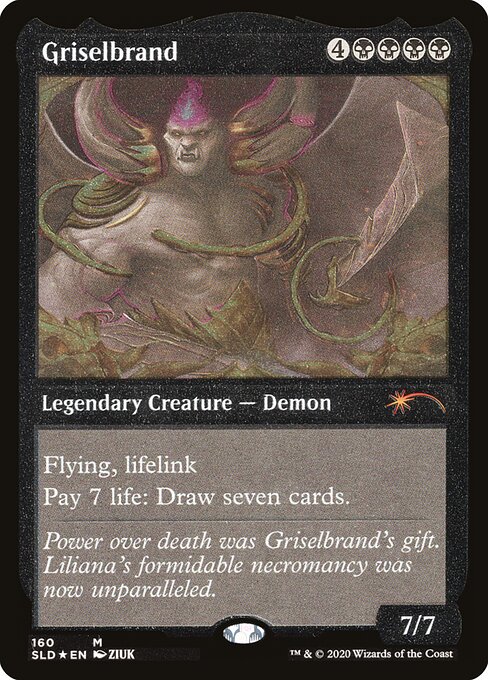 Griselbrand 4
Legendary Creature — Demon
Flying, lifelink
Pay 7 life: Draw seven cards.
Power over death was Griselbrand's gift.
Liliana's formidable necromancy was
now unparalleled.
7/7
160 M
SLD ★ EN ZIUK
™ & © 2020 Wizards of the Coast